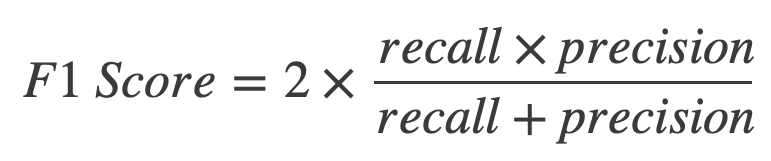 F1 Score = 2 × recall × precision / recall + precision